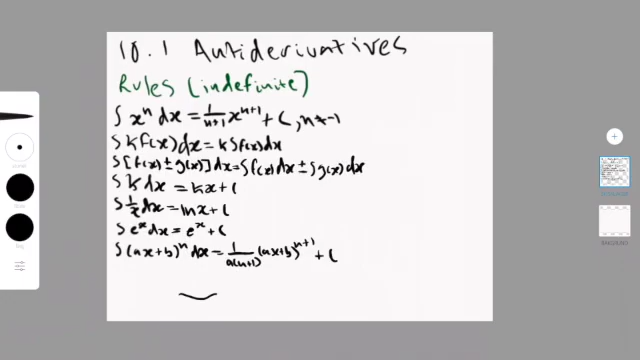 10.1 Antiderivatives
Rules (indefinite)
∫ xⁿ dx = 1/(n+1) xⁿ⁺¹ + C, n ≠ -1
∫ k f(x) dx = k ∫ f(x) dx
∫ [f(x) ± g(x)] dx = ∫ f(x) dx ± ∫ g(x) dx
∫ k dx = kx + C
∫ 1/x dx = ln x + C
∫ eˣ dx = eˣ + C
∫ (ax+b)ⁿ dx = 1/(a(n+1)) (ax+b)ⁿ⁺¹ + C